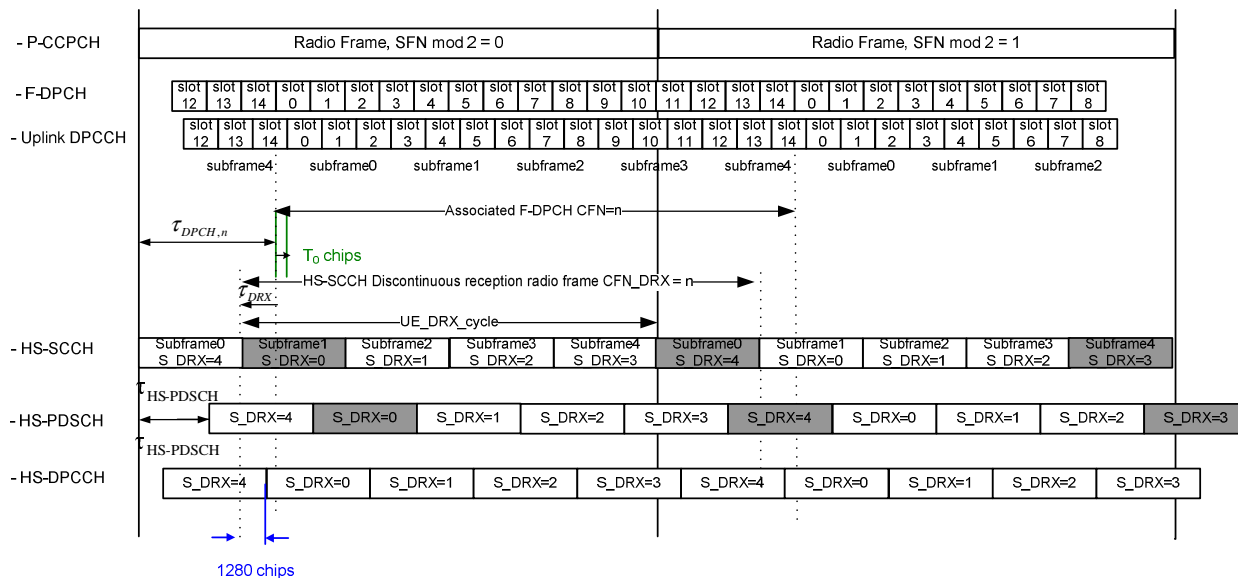 - P-CCPCH
Radio Frame, SFN mod 2 = 0
Radio Frame, SFN mod 2 = 1
- F-DPCH
slot 12 slot 13 slot 14 slot 0 slot 1 slot 2 slot 3 slot 4 slot 5 slot 6 slot 7 slot 8 slot 9 slot 10 slot 11 slot 12 slot 13 slot 14 slot 0 slot 1 slot 2 slot 3 slot 4 slot 5 slot 6 slot 7 slot 8
- Uplink DPCCH
slot 12 slot 13 slot 14 slot 0 slot 1 slot 2 slot 3 slot 4 slot 5 slot 6 slot 7 slot 8 slot 9 slot 10 slot 11 slot 12 slot 13 slot 14 slot 0 slot 1 slot 2 slot 3 slot 4 slot 5 slot 6 slot 7 slot 8
subframe4 subframe0 subframe1 subframe2 subframe3 subframe4 subframe0 subframe1 subframe2
Associated F-DPCH CFN=n
τDPCH,n
T0 chips
HS-SCCH Discontinuous reception radio frame CFN_DRX = n
τDRX
UE_DRX_cycle
- HS-SCCH
Subframe0 Subframe1 Subframe2 Subframe3 Subframe4 Subframe0 Subframe1 Subframe2 Subframe3 Subframe4
S_DRX=4 S_DRX=0 S_DRX=1 S_DRX=2 S_DRX=3 S_DRX=4 S_DRX=0 S_DRX=1 S_DRX=2 S_DRX=3
τHS-PDSCH
- HS-PDSCH
S_DRX=4 S_DRX=0 S_DRX=1 S_DRX=2 S_DRX=3 S_DRX=4 S_DRX=0 S_DRX=1 S_DRX=2 S_DRX=3
τHS-PDSCH
- HS-DPCCH
S_DRX=4 S_DRX=0 S_DRX=1 S_DRX=2 S_DRX=3 S_DRX=4 S_DRX=0 S_DRX=1 S_DRX=2 S_DRX=3
1280 chips